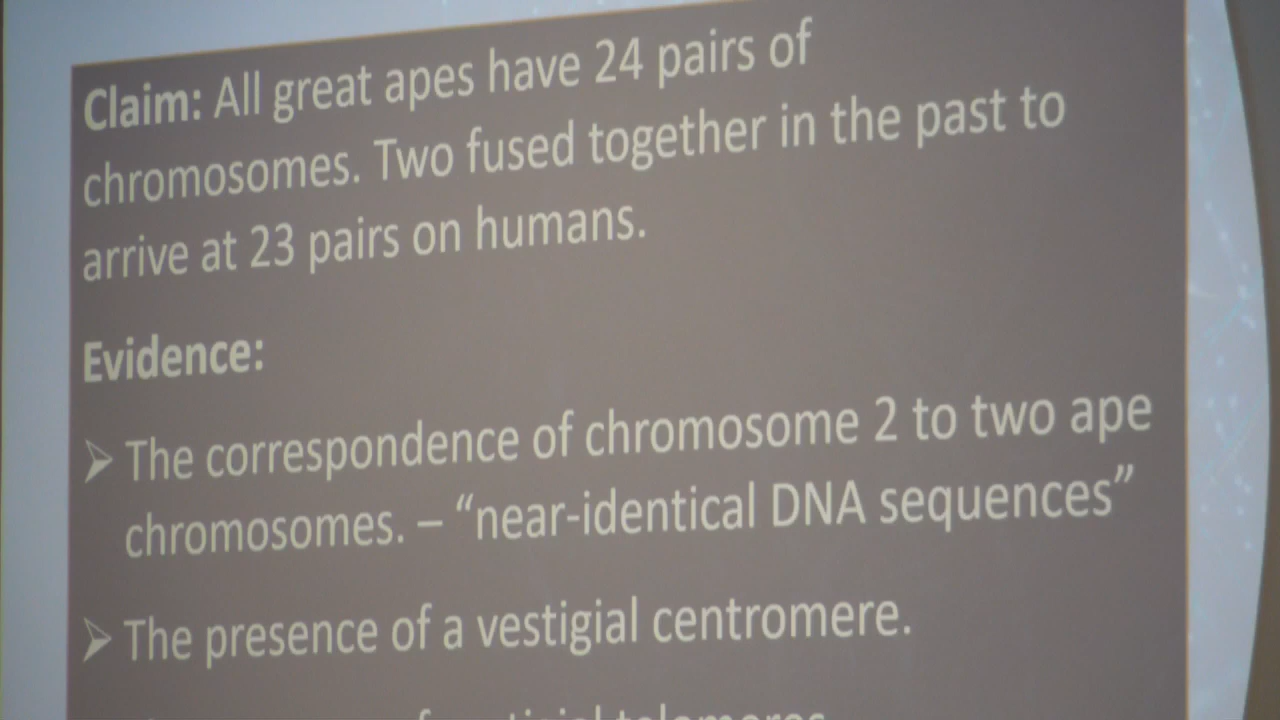 Claim: All great apes have 24 pairs of
chromosomes. Two fused together in the past to
arrive at 23 pairs on humans.
Evidence:
➢ The correspondence of chromosome 2 to two ape
chromosomes. – “near-identical DNA sequences”
➢ The presence of a vestigial centromere.
telomeres